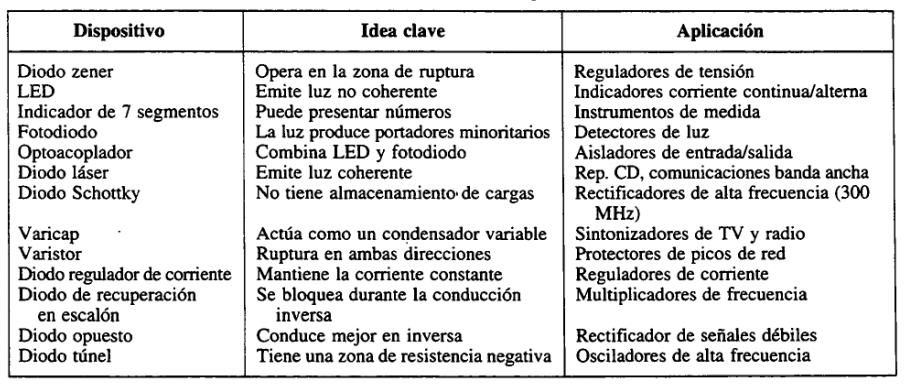 Dispositivo Idea clave Aplicación
Diodo zener Opera en la zona de ruptura Reguladores de tensión
LED Emite luz no coherente Indicadores corriente continua/alterna
Indicador de 7 segmentos Puede presentar números Instrumentos de medida
Fotodiodo La luz produce portadores minoritarios Detectores de luz
Optoacoplador Combina LED y fotodiodo Aisladores de entrada/salida
Diodo láser Emite luz coherente Rep. CD, comunicaciones banda ancha
Diodo Schottky No tiene almacenamiento de cargas Rectificadores de alta frecuencia (300
MHz)
Varicap Actúa como un condensador variable Sintonizadores de TV y radio
Varistor Ruptura en ambas direcciones Protectores de picos de red
Diodo regulador de corriente Mantiene la corriente constante Reguladores de corriente
Diodo de recuperación Se bloquea durante la conducción Multiplicadores de frecuencia
en escalón inversa
Diodo opuesto Conduce mejor en inversa Rectificador de señales débiles
Diodo túnel Tiene una zona de resistencia negativa Osciladores de alta frecuencia